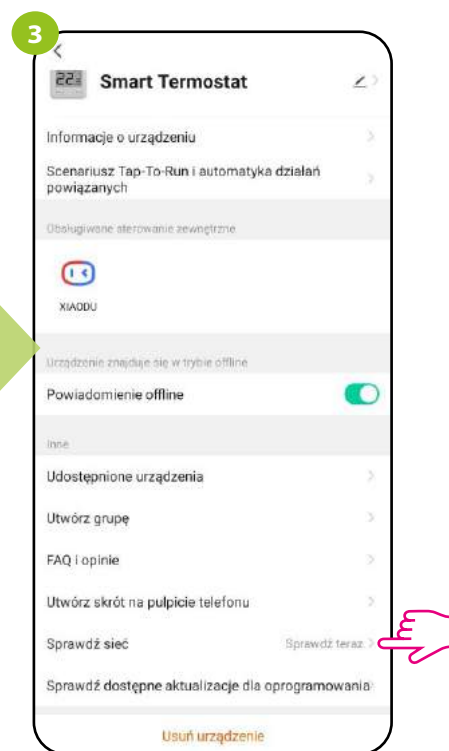 3
22
Smart Termostat
Informacje o urządzeniu
Scenariusz Tap-To-Run i automatyka działań
powiązanych
Obsługiwane sterowanie zewnętrzne
XIAODU
Urządzenie znajduje się w trybie offline
Powiadomienie offline
Inne
Udostępnione urządzenia
Utwórz grupę
FAQ i opinie
Utwórz skrót na pulpicie telefonu
Sprawdź sieć Sprawdź teraz
Sprawdź dostępne aktualizacje dla oprogramowania
Usuń urządzenie